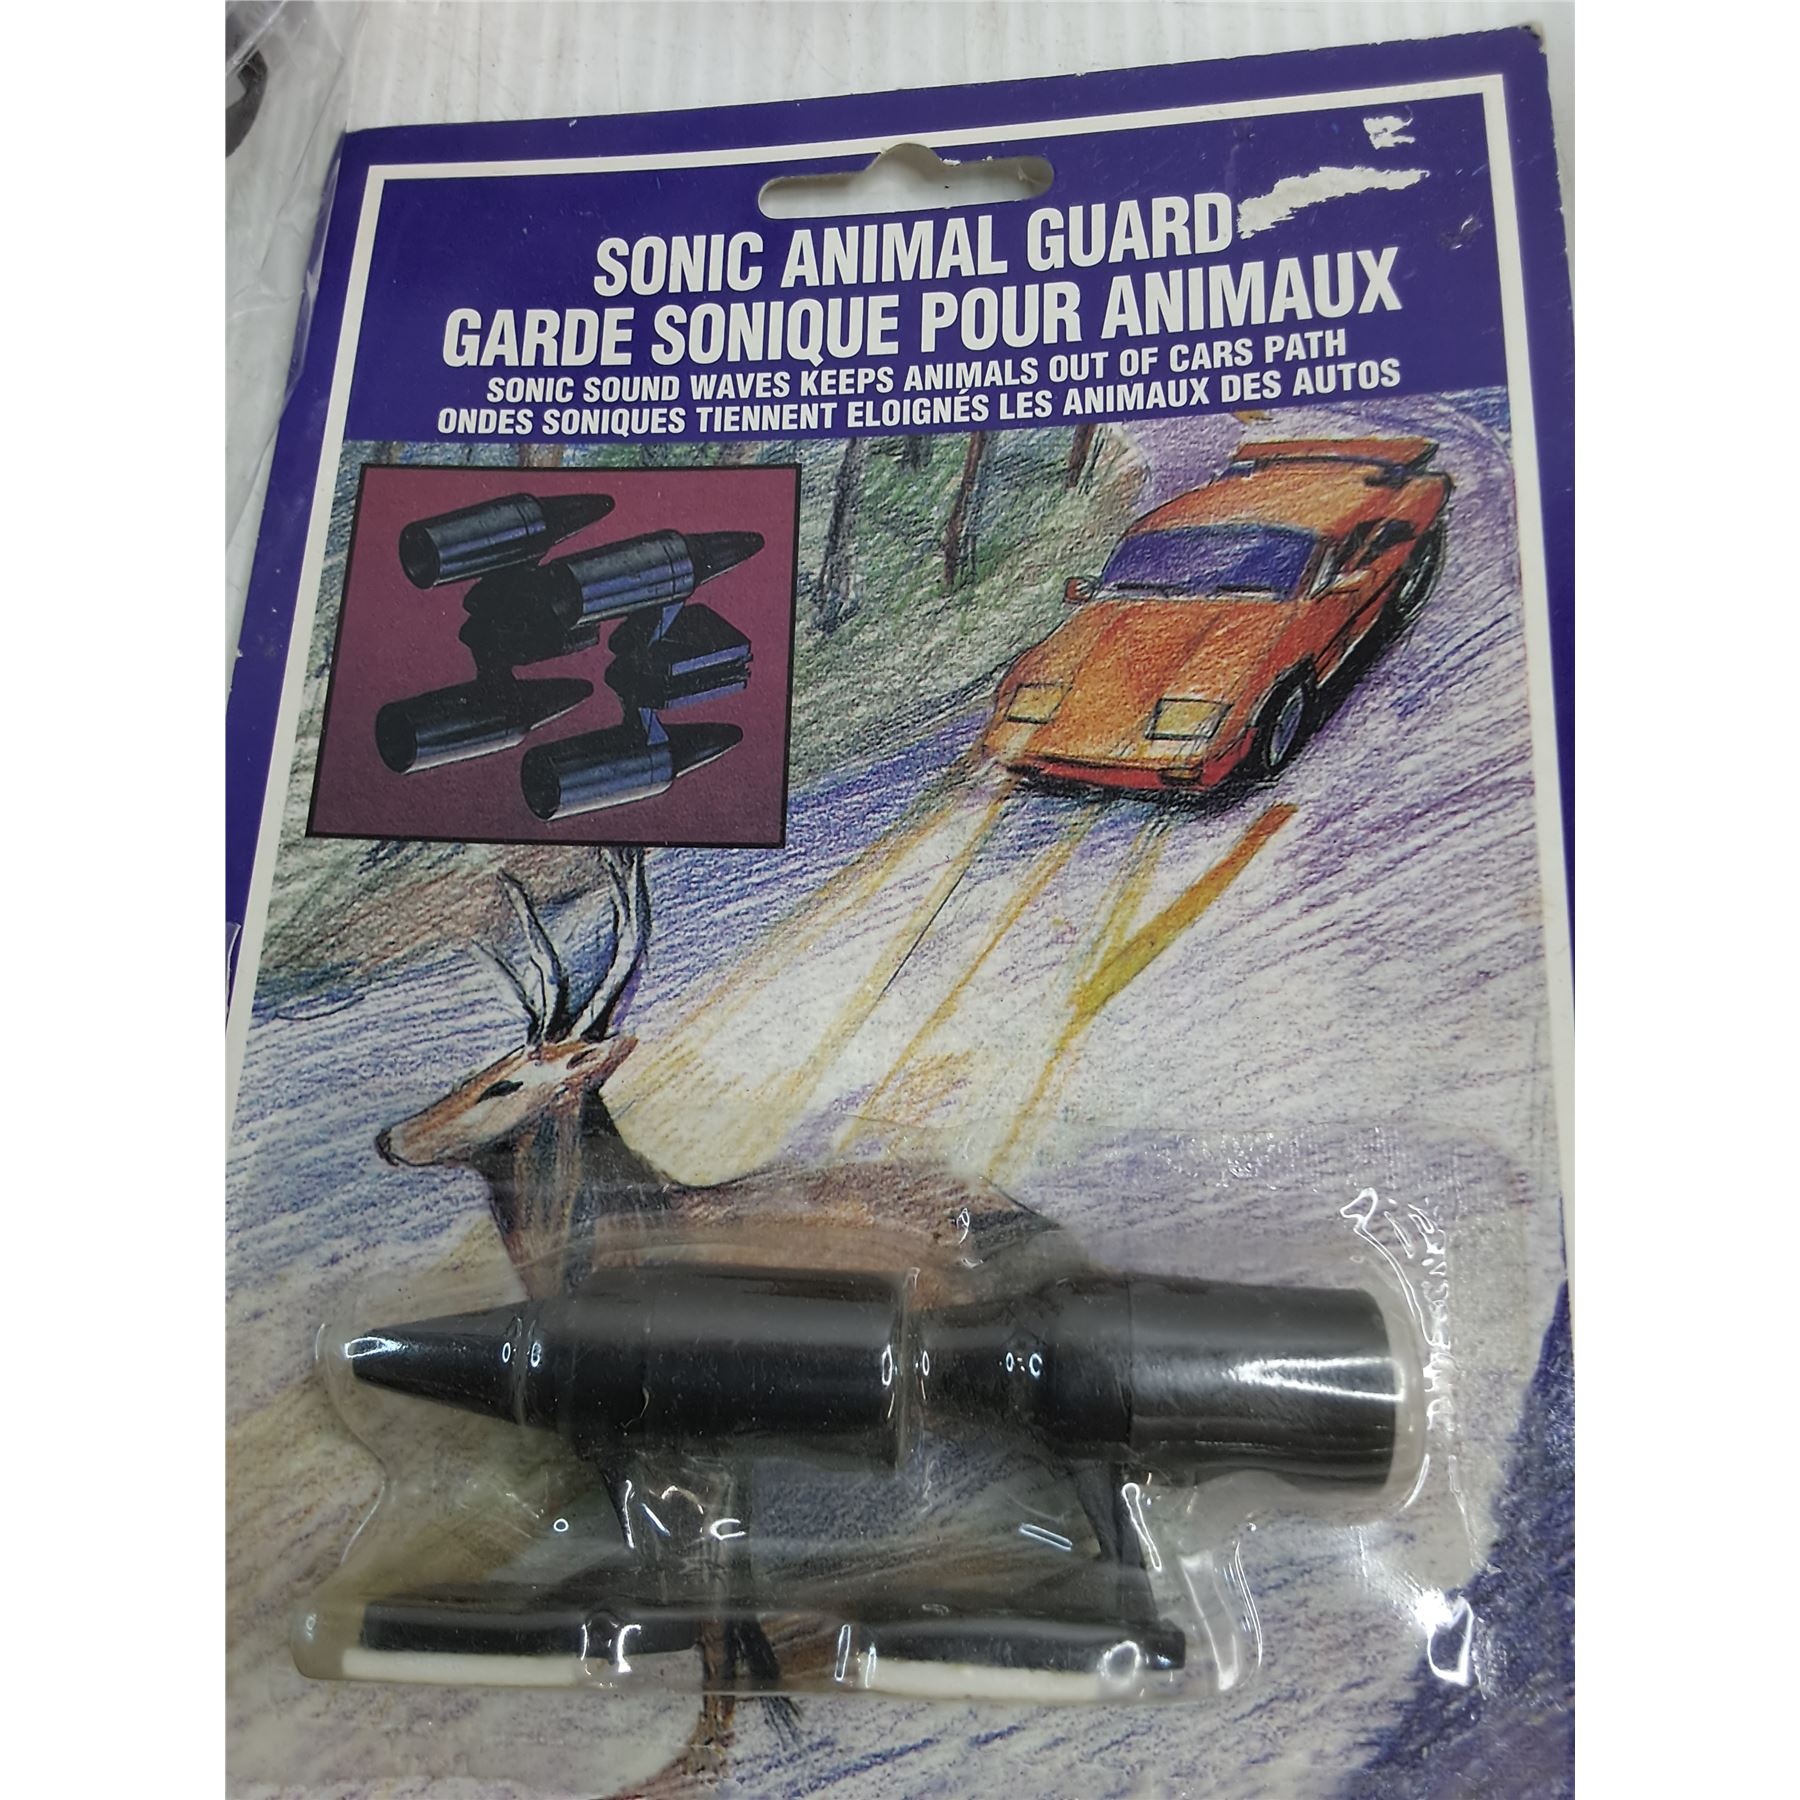 SONIC ANIMAL GUARD
GARDE SONIQUE POUR ANIMAUX
SONIC SOUND WAVES KEEPS ANIMALS OUT OF CARS PATH
ONDES SONIQUES TIENNENT ELOIGNÉS LES ANIMAUX DES AUTOS